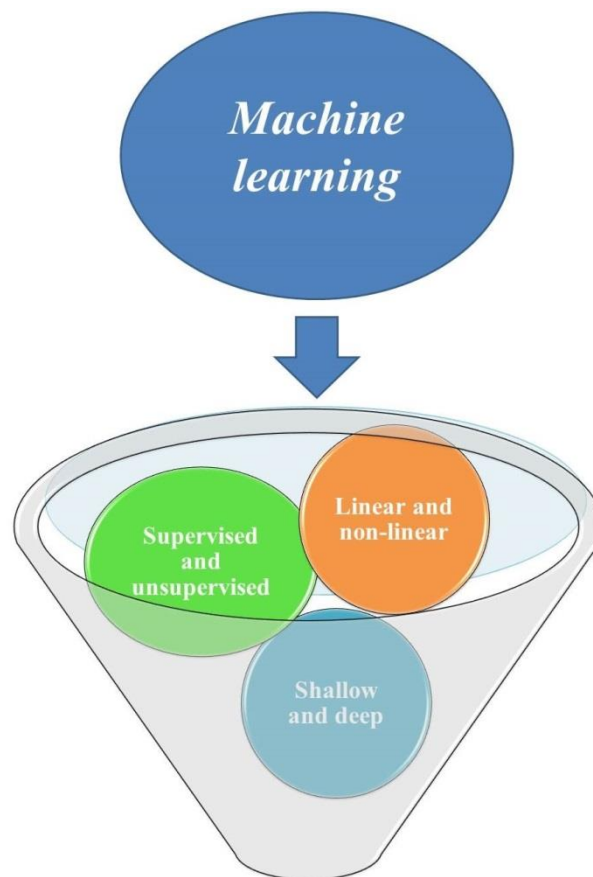 Machine
learning
Linear and
non-linear
Supervised
and
unsupervised
Shallow
and deep